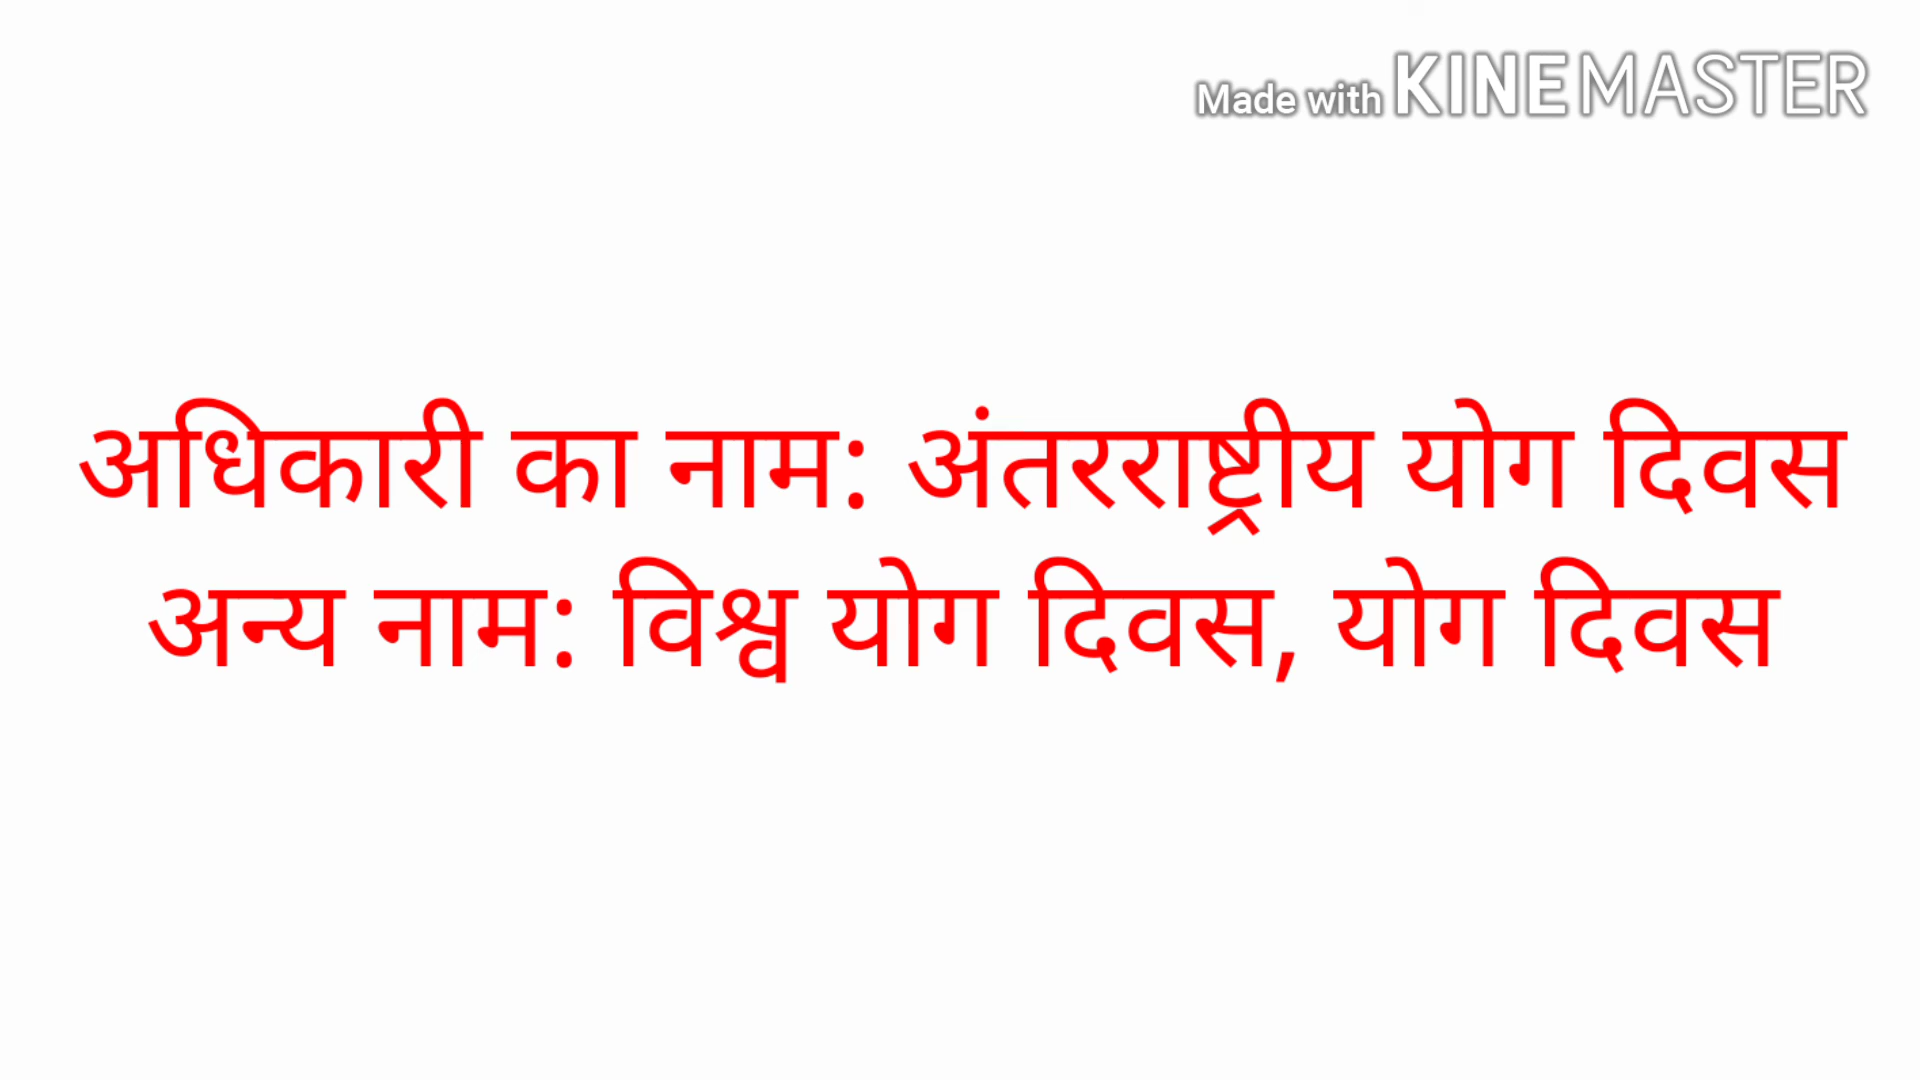 Made with KINEMASTER
अधिकारी का नाम: अंतरराष्ट्रीय योग दिवस
अन्य नाम: विश्व योग दिवस, योग दिवस